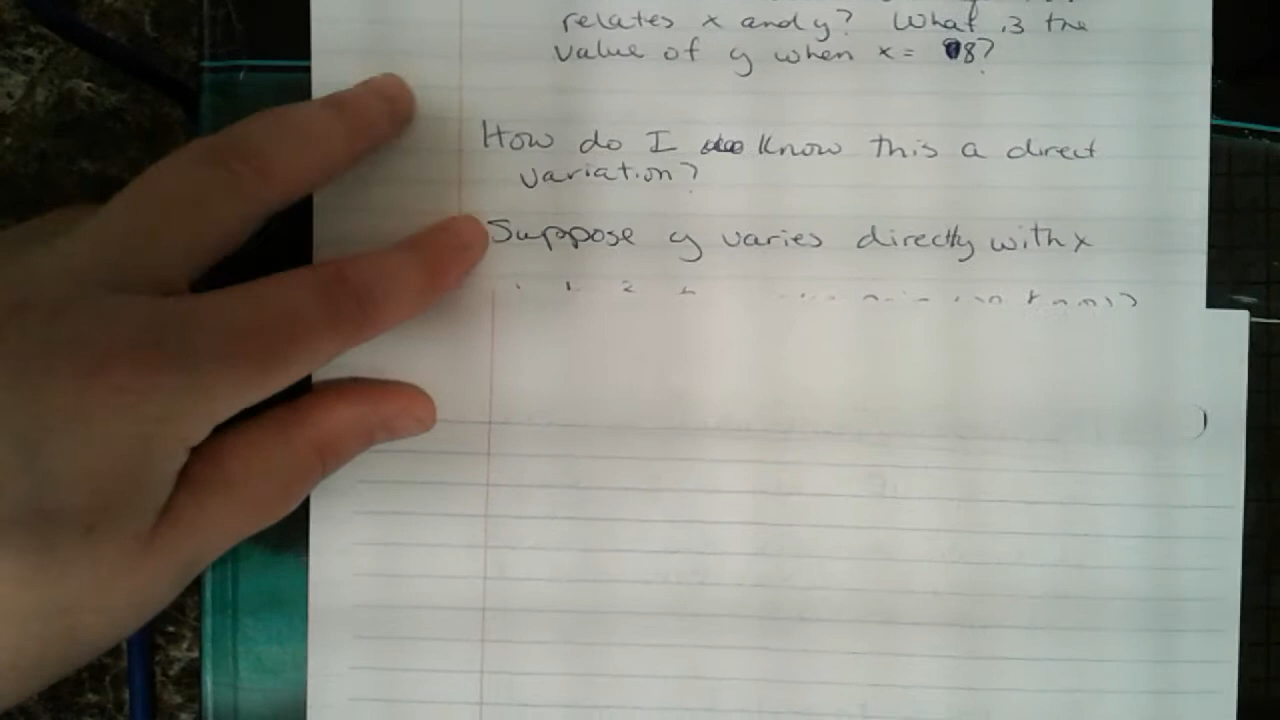 relates x and y? What is the
value of y when x = 8?
How do I know this a direct
variation?
Suppose y varies directly with x